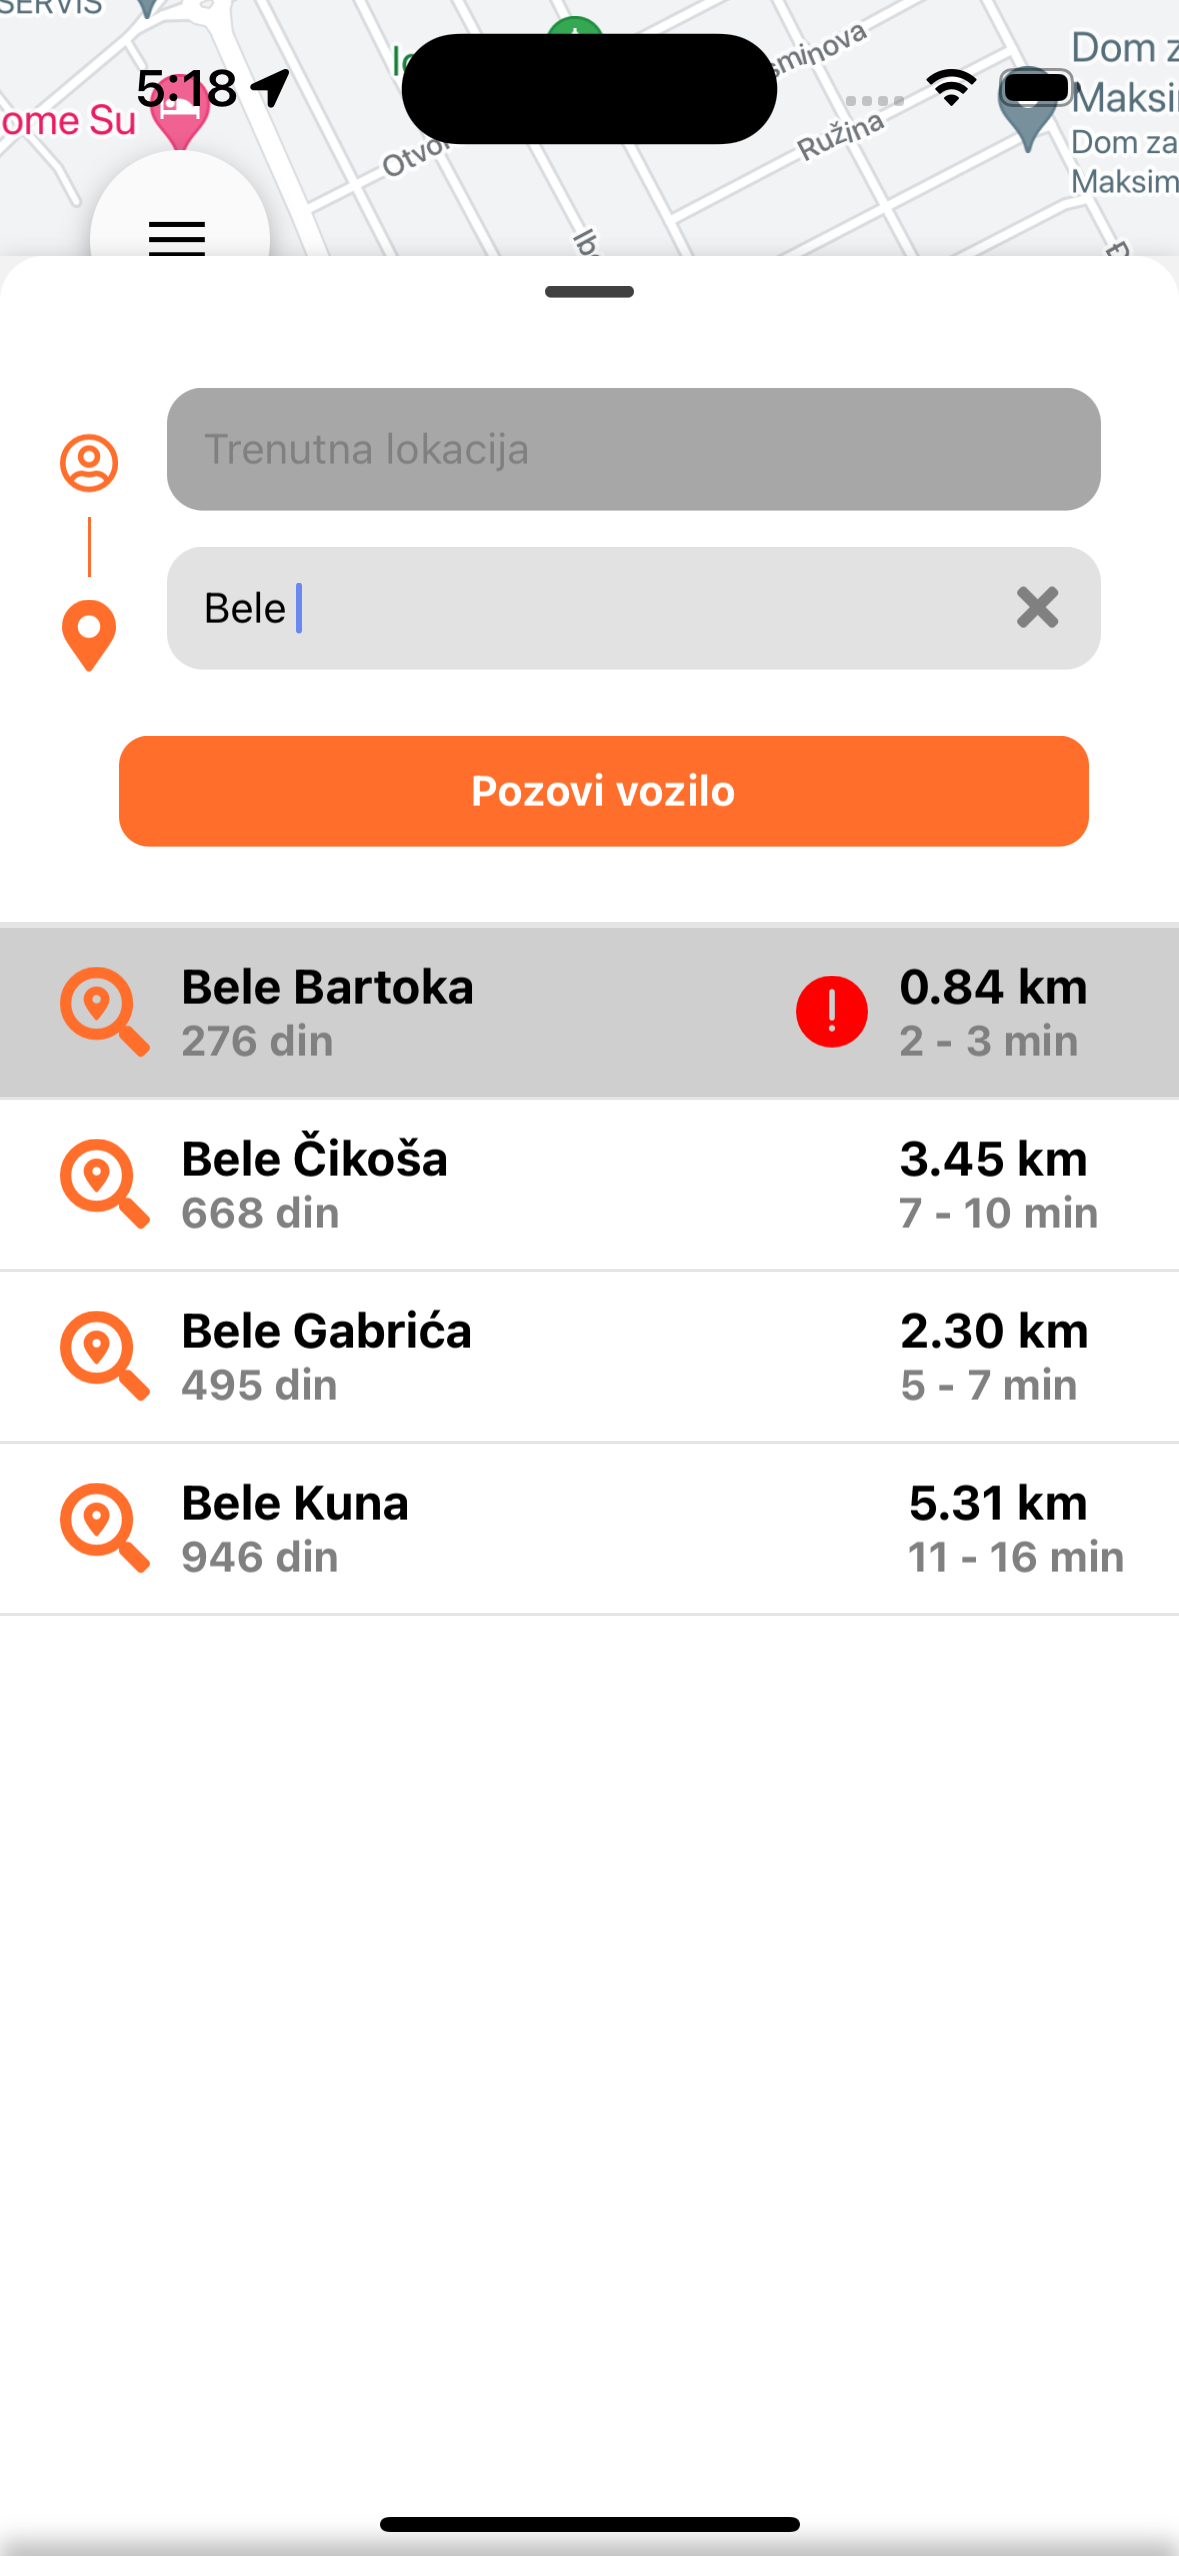 SERVIS
5:18
ome Su
Otvo
sminova
Ružina
Dom z
Maksi
Dom za
Maksim
Trenutna lokacija
Bele
Pozovi vozilo
Bele Bartoka
0.84 km
276 din
2 - 3 min
Bele Čikoša
3.45 km
668 din
7 - 10 min
Bele Gabrića
2.30 km
495 din
5 - 7 min
Bele Kuna
5.31 km
946 din
11 - 16 min